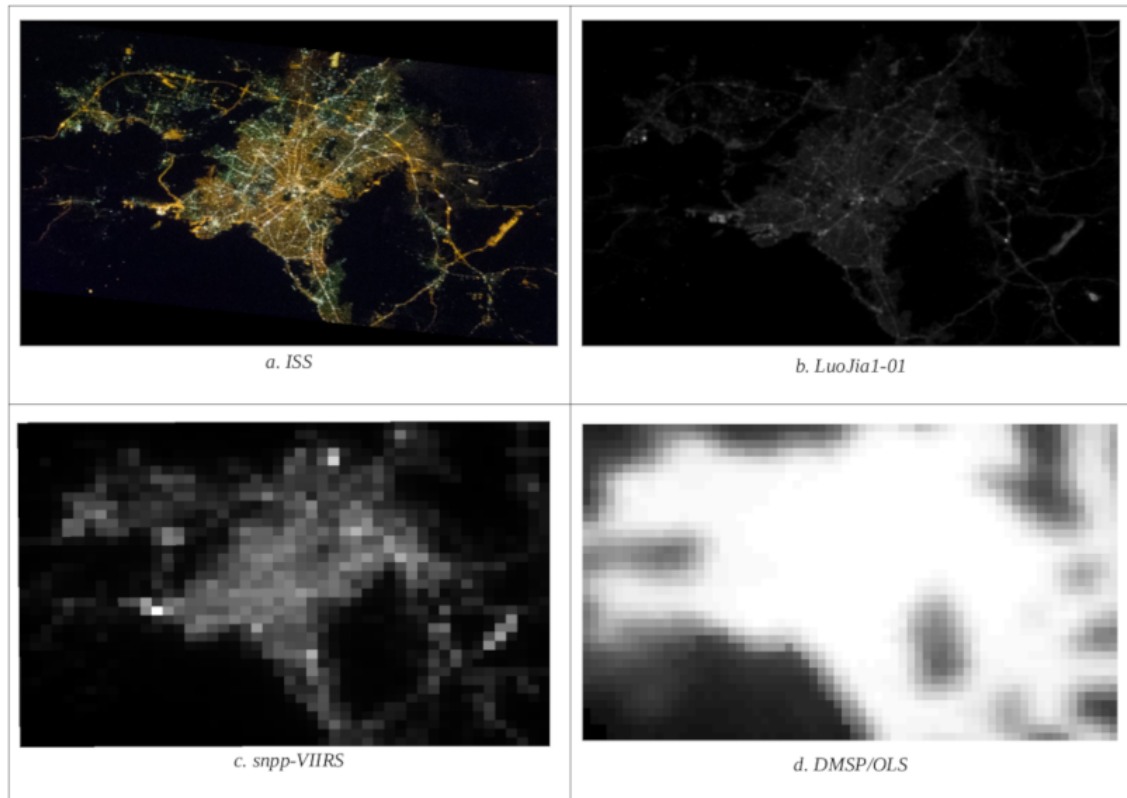 a. ISS
b. LuoJia1-01
c. snpp-VIIRS
d. DMSP/OLS